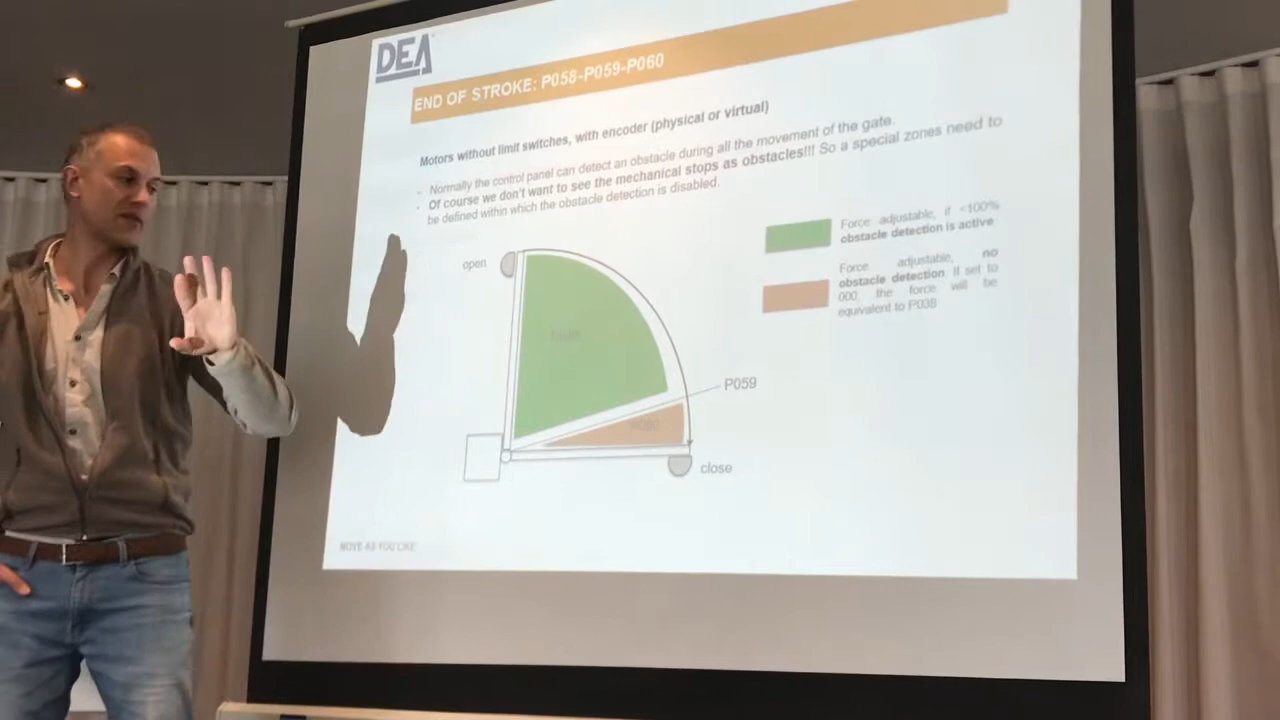 DEA
END OF STROKE: P058-P059-P060
Motors without limit switches, with encoder (physical or virtual)
- Normally the control panel can detect an obstacle during all the movement of the gate.
- Of course we don't want to see the mechanical stops as obstacles!!! So a special zones need to
be defined within which the obstacle detection is disabled.
open
Force adjustable, if <100%
obstacle detection is active
Force adjustable, no
obstacle detection. If set to
000, the force will be
equivalent to P038
P059
close
MOVE AS YOU LIKE